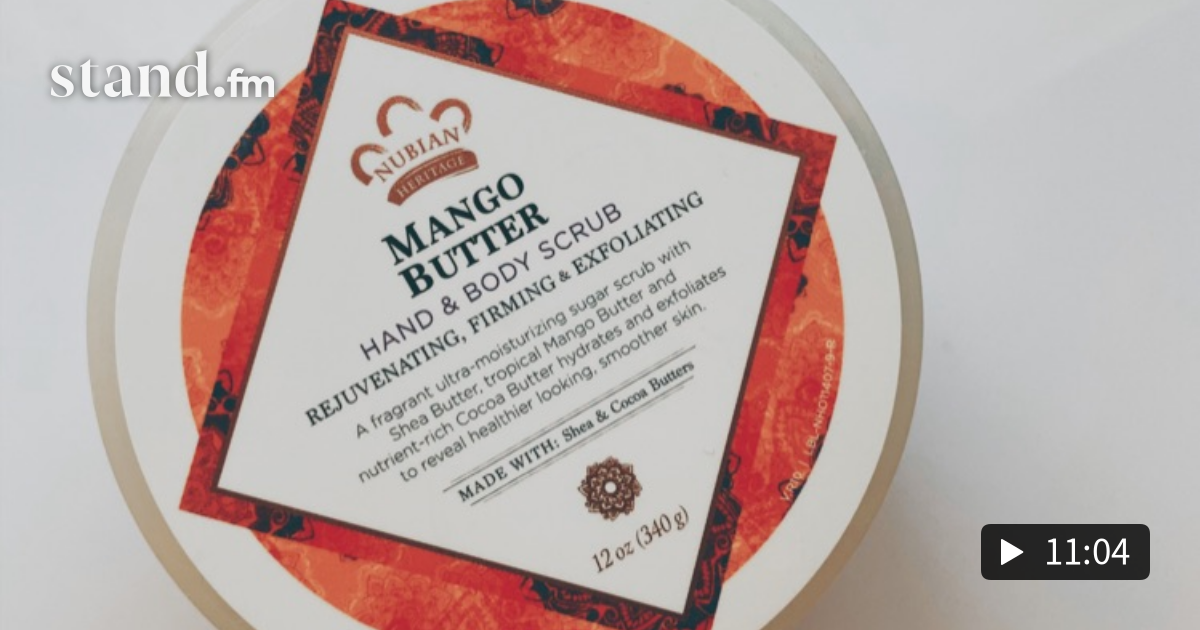 stand.fm
NUBIAN
HERITAGE
MANGO
BUTTER
HAND & BODY SCRUB
REJUVENATING, FIRMING & EXFOLIATING
A fragrant ultra-moisturizing sugar scrub with
Shea Butter, tropical Mango Butter and
nutrient-rich Cocoa Butter hydrates and exfoliates
to reveal healthier looking, smoother skin.
MADE WITH: Shea & Cocoa Butters
12 oz (340 g)
11:04